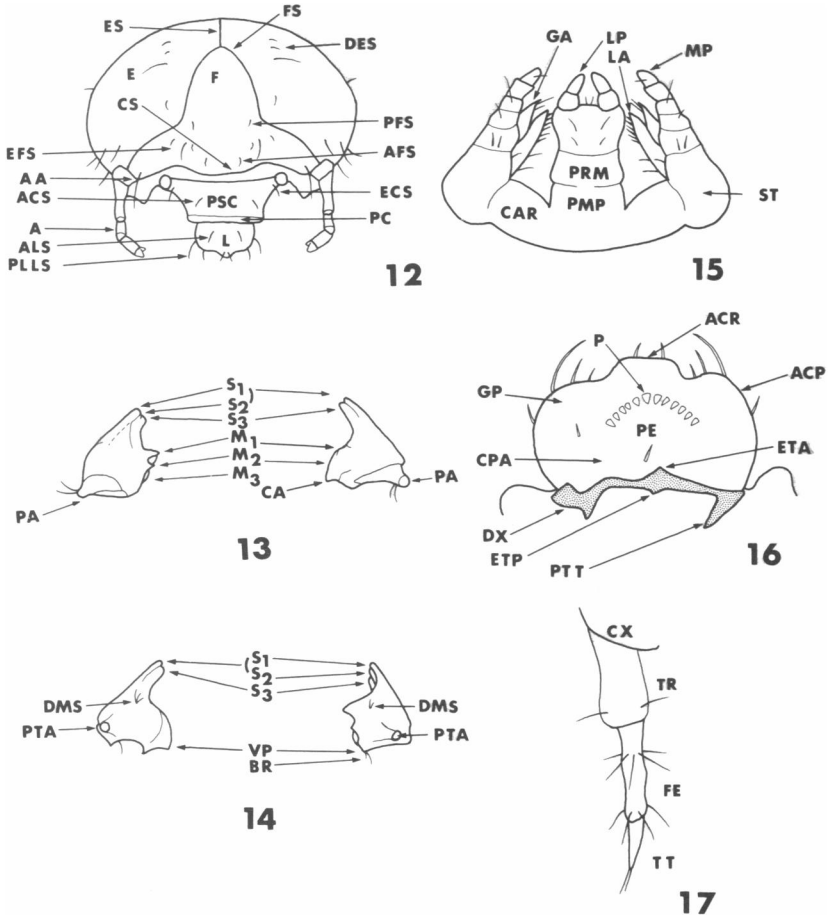 ES
FS
DES
E
F
CS
PFS
EFS
AFS
AA
ACS
PSC
ECS
A
PC
ALS
L
PLLS
12
GA
LP
LA
MP
PRM
CAR
PMP
ST
15
S1)
S2
S3
M1
M2
M3
CA
PA
PA
13
ACR
P
ACP
GP
PE
CPA
ETA
DX
ETP
PTT
16
(S1
S2
S3
DMS
DMS
PTA
PTA
VP
BR
14
CX
TR
FE
TT
17